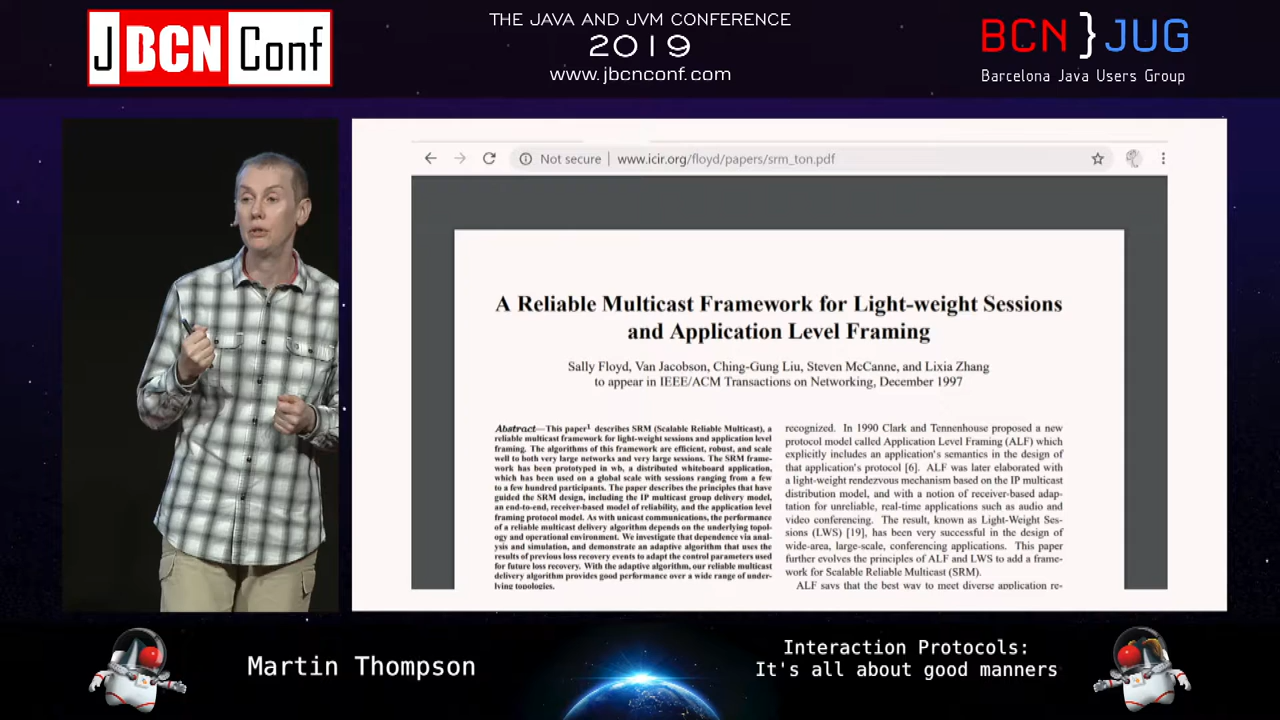 JBCNConf
THE JAVA AND JVM CONFERENCE
2019
www.jbcnconf.com
BCN}JUG
Barcelona Java Users Group
Not secure | www.icir.org/floyd/papers/srm_ton.pdf
A Reliable Multicast Framework for Light-weight Sessions
and Application Level Framing
Sally Floyd, Van Jacobson, Ching-Gung Liu, Steven McCanne, and Lixia Zhang
to appear in IEEE/ACM Transactions on Networking, December 1997
Abstract—This paper¹ describes SRM (Scalable Reliable Multicast), a
reliable multicast framework for light-weight sessions and application level
framing. The algorithms of this framework are efficient, robust, and scale
well to both very large networks and very large sessions. The SRM frame-
work has been prototyped in wb, a distributed whiteboard application,
which has been used on a global scale with sessions ranging from a few
to a few hundred participants. The paper describes the principles that have
guided the SRM design, including the IP multicast group delivery model,
an end-to-end, receiver-based model of reliability, and the application level
framing protocol model. As with unicast communications, the performance
of a reliable multicast delivery algorithm depends on the underlying topol-
ogy and operational environment. We investigate that dependence via anal-
ysis and simulation, and demonstrate an adaptive algorithm that uses the
results of previous loss recovery events to adapt the control parameters used
for future loss recovery. With the adaptive algorithm, our reliable multicast
delivery algorithm provides good performance over a wide range of under-
lying topologies.
recognized. In 1990 Clark and Tennenhouse proposed a new
protocol model called Application Level Framing (ALF) which
explicitly includes an application's semantics in the design of
that application's protocol [6]. ALF was later elaborated with
a light-weight rendezvous mechanism based on the IP multicast
distribution model, and with a notion of receiver-based adap-
tation for unreliable, real-time applications such as audio and
video conferencing. The result, known as Light-Weight Ses-
sions (LWS) [19], has been very successful in the design of
wide-area, large-scale, conferencing applications. This paper
further evolves the principles of ALF and LWS to add a frame-
work for Scalable Reliable Multicast (SRM).
ALF says that the best way to meet diverse application re-
Martin Thompson
Interaction Protocols:
It's all about good manners